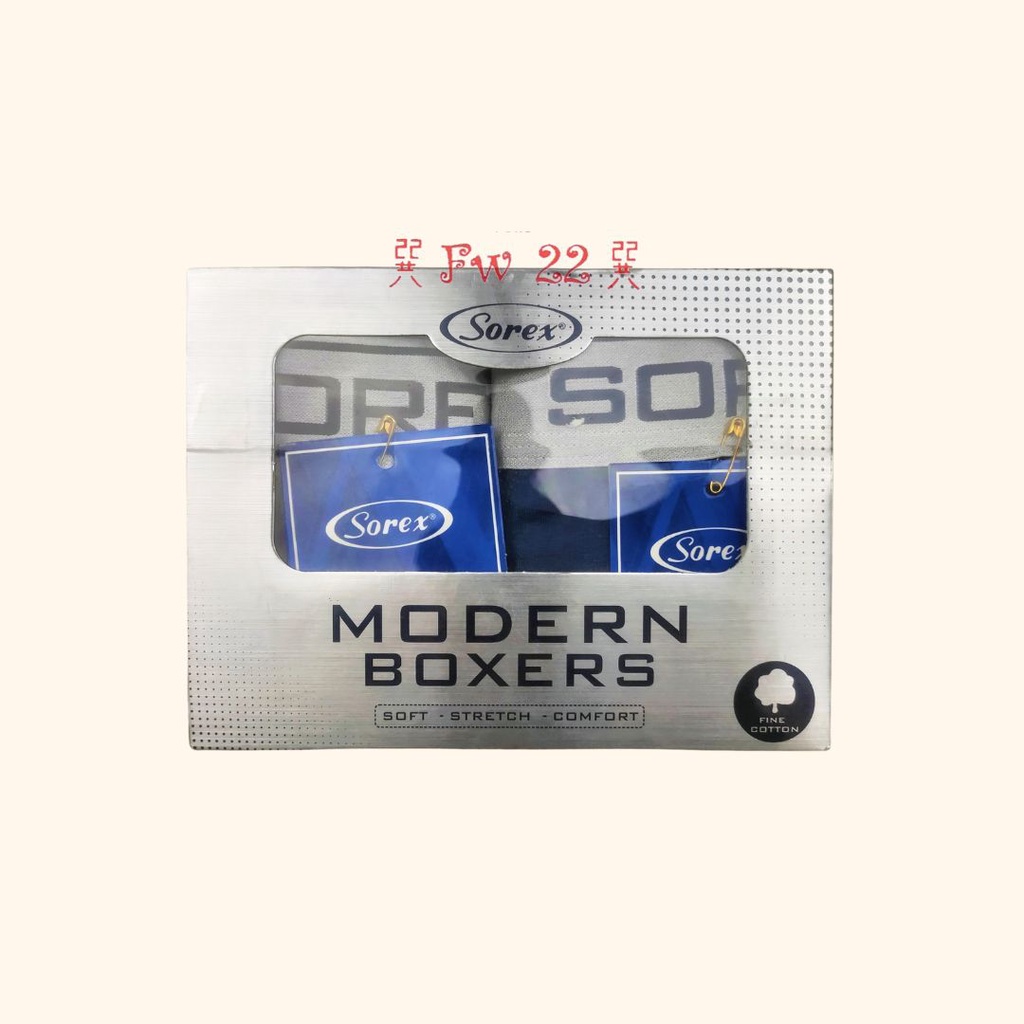 Fw 22
Sorex®
ORE SOR
Sorex®
Sorex
MODERN
BOXERS
SOFT - STRETCH - COMFORT
FINE
COTTON